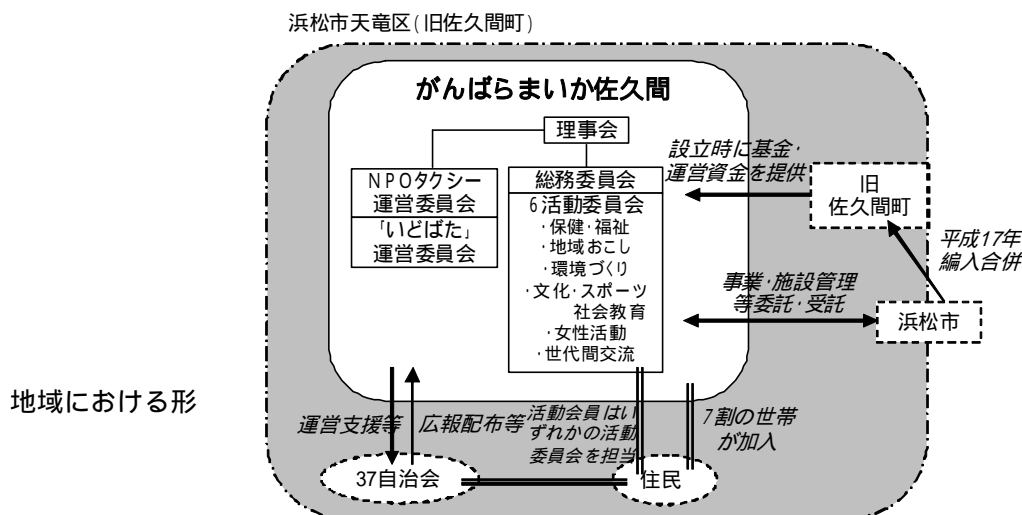 浜松市天竜区(旧佐久間町)
がんばらまいか佐久間
理事会
NPOタクシー
運営委員会
「いどばた」
運営委員会
総務委員会
6活動委員会
・保健・福祉
・地域おこし
・環境づくり
・文化・スポーツ
社会教育
・女性活動
・世代間交流
設立時に基金・
運営資金を提供
旧
佐久間町
平成17年
編入合併
事業・施設管理
等委託・受託
浜松市
地域における形
運営支援等
広報配布等
活動会員はい
ずれかの活動
委員会を担当
7割の世帯
が加入
37自治会
住民